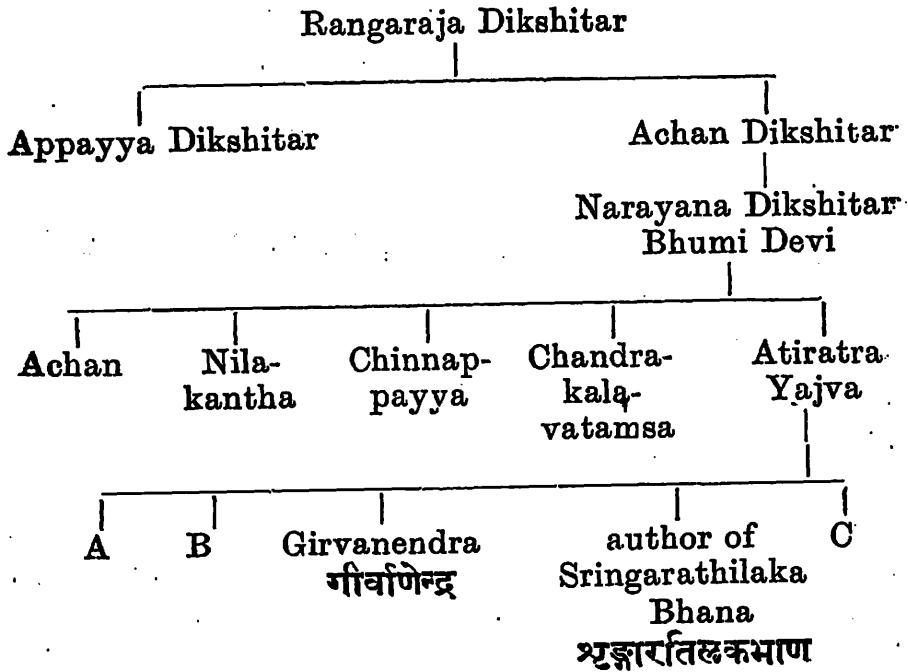 Rangaraja Dikshitar
Appayya Dikshitar Achan Dikshitar
Narayana Dikshitar
Bhumi Devi
Achan Nila- Chinnap- Chandra- Atiratra
kantha payya kala- Yajva
vatamsa
A B Girvanendra author of C
गीर्वाणेन्द्र Sringarathilaka
Bhana
शृङ्गारतिलकभाण